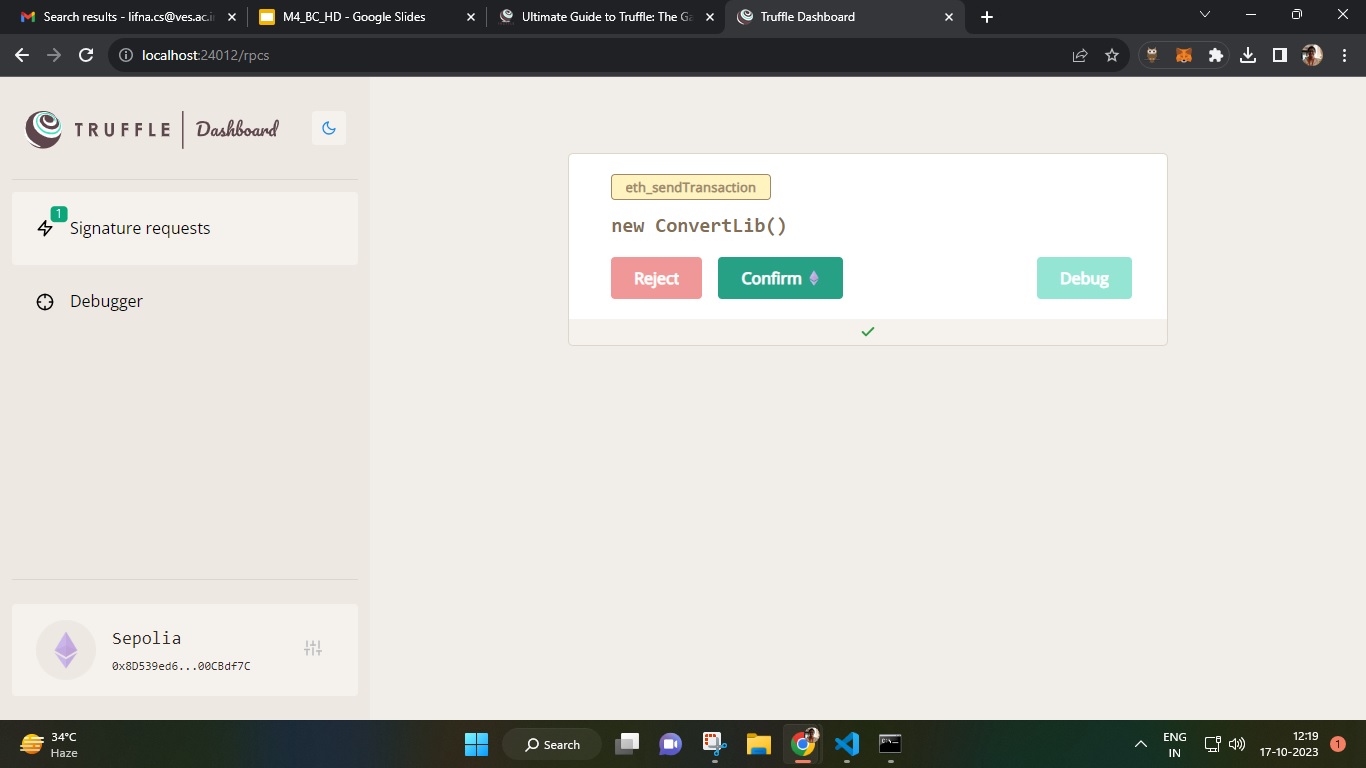 Search results - lifna.cs@ves.ac.i
M4_BC_HD - Google Slides
Ultimate Guide to Truffle: The Ga
Truffle Dashboard
localhost:24012/rpcs
TRUFFLE Dashboard
1
Signature requests
Debugger
eth_sendTransaction
new ConvertLib()
Reject
Confirm
Debug
Sepolia
0x8D539ed6...00CBdf7C
34°C
Haze
Search
ENG
IN
12:19
17-10-2023
1